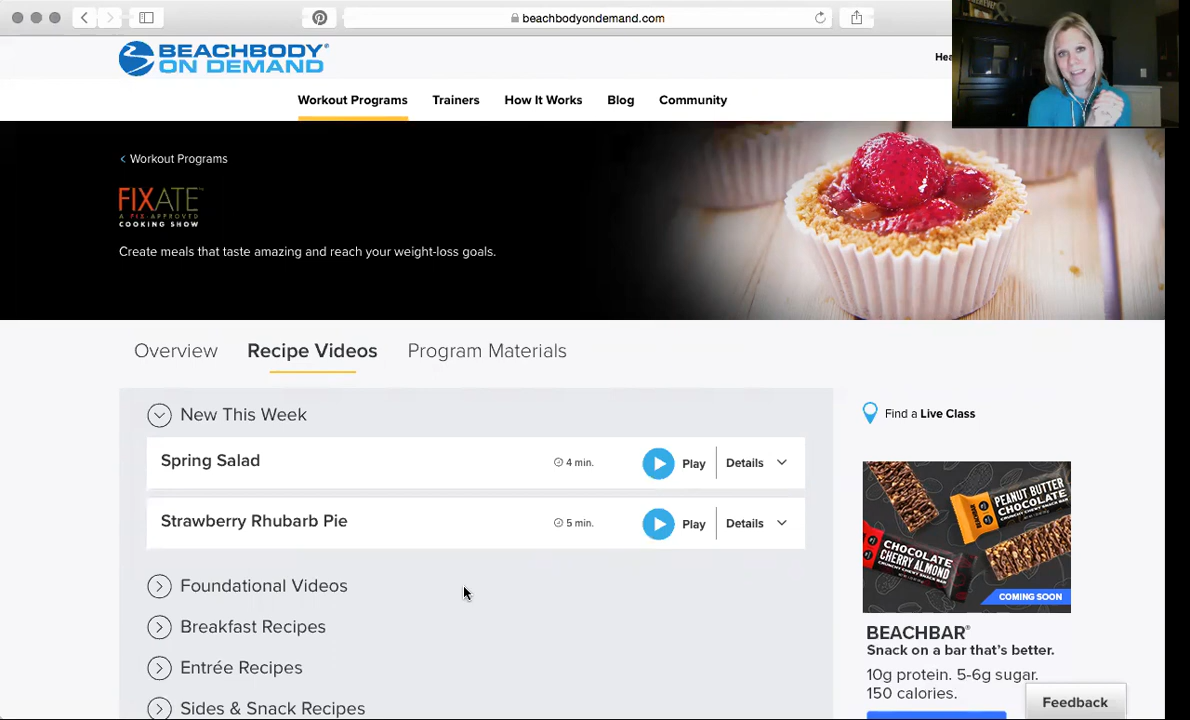 beachbodyondemand.com
BEACHBODY®
ON DEMAND
Hea
Workout Programs
Trainers
How It Works
Blog
Community
Workout Programs
FIXATE™
A FIX-APPROVED
COOKING SHOW
Create meals that taste amazing and reach your weight-loss goals.
Overview
Recipe Videos
Program Materials
New This Week
Spring Salad
4 min.
Play
Details
Strawberry Rhubarb Pie
5 min.
Play
Details
Foundational Videos
Breakfast Recipes
Entrée Recipes
Sides & Snack Recipes
Find a Live Class
PEANUT BUTTER
CHOCOLATE
CHOCOLATE
CHERRY ALMOND
COMING SOON
BEACHBAR®
Snack on a bar that's better.
10g protein. 5-6g sugar.
150 calories.
Feedback